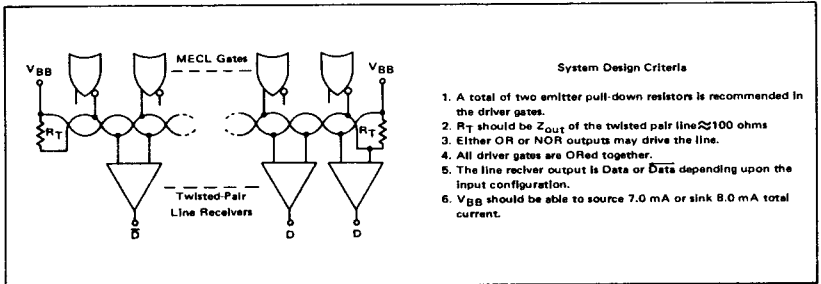 MECL Gates
VBB
VBB
RT
RT
Twisted-Pair
Line Receivers
D̅
D
D
System Design Criteria
1. A total of two emitter pull-down resistors is recommended in
the driver gates.
2. RT should be Zout of the twisted pair line≈100 ohms
3. Either OR or NOR outputs may drive the line.
4. All driver gates are ORed together.
5. The line reciver output is Data or D̅a̅t̅a̅ depending upon the
input configuration.
6. VBB should be able to source 7.0 mA or sink 8.0 mA total
current.